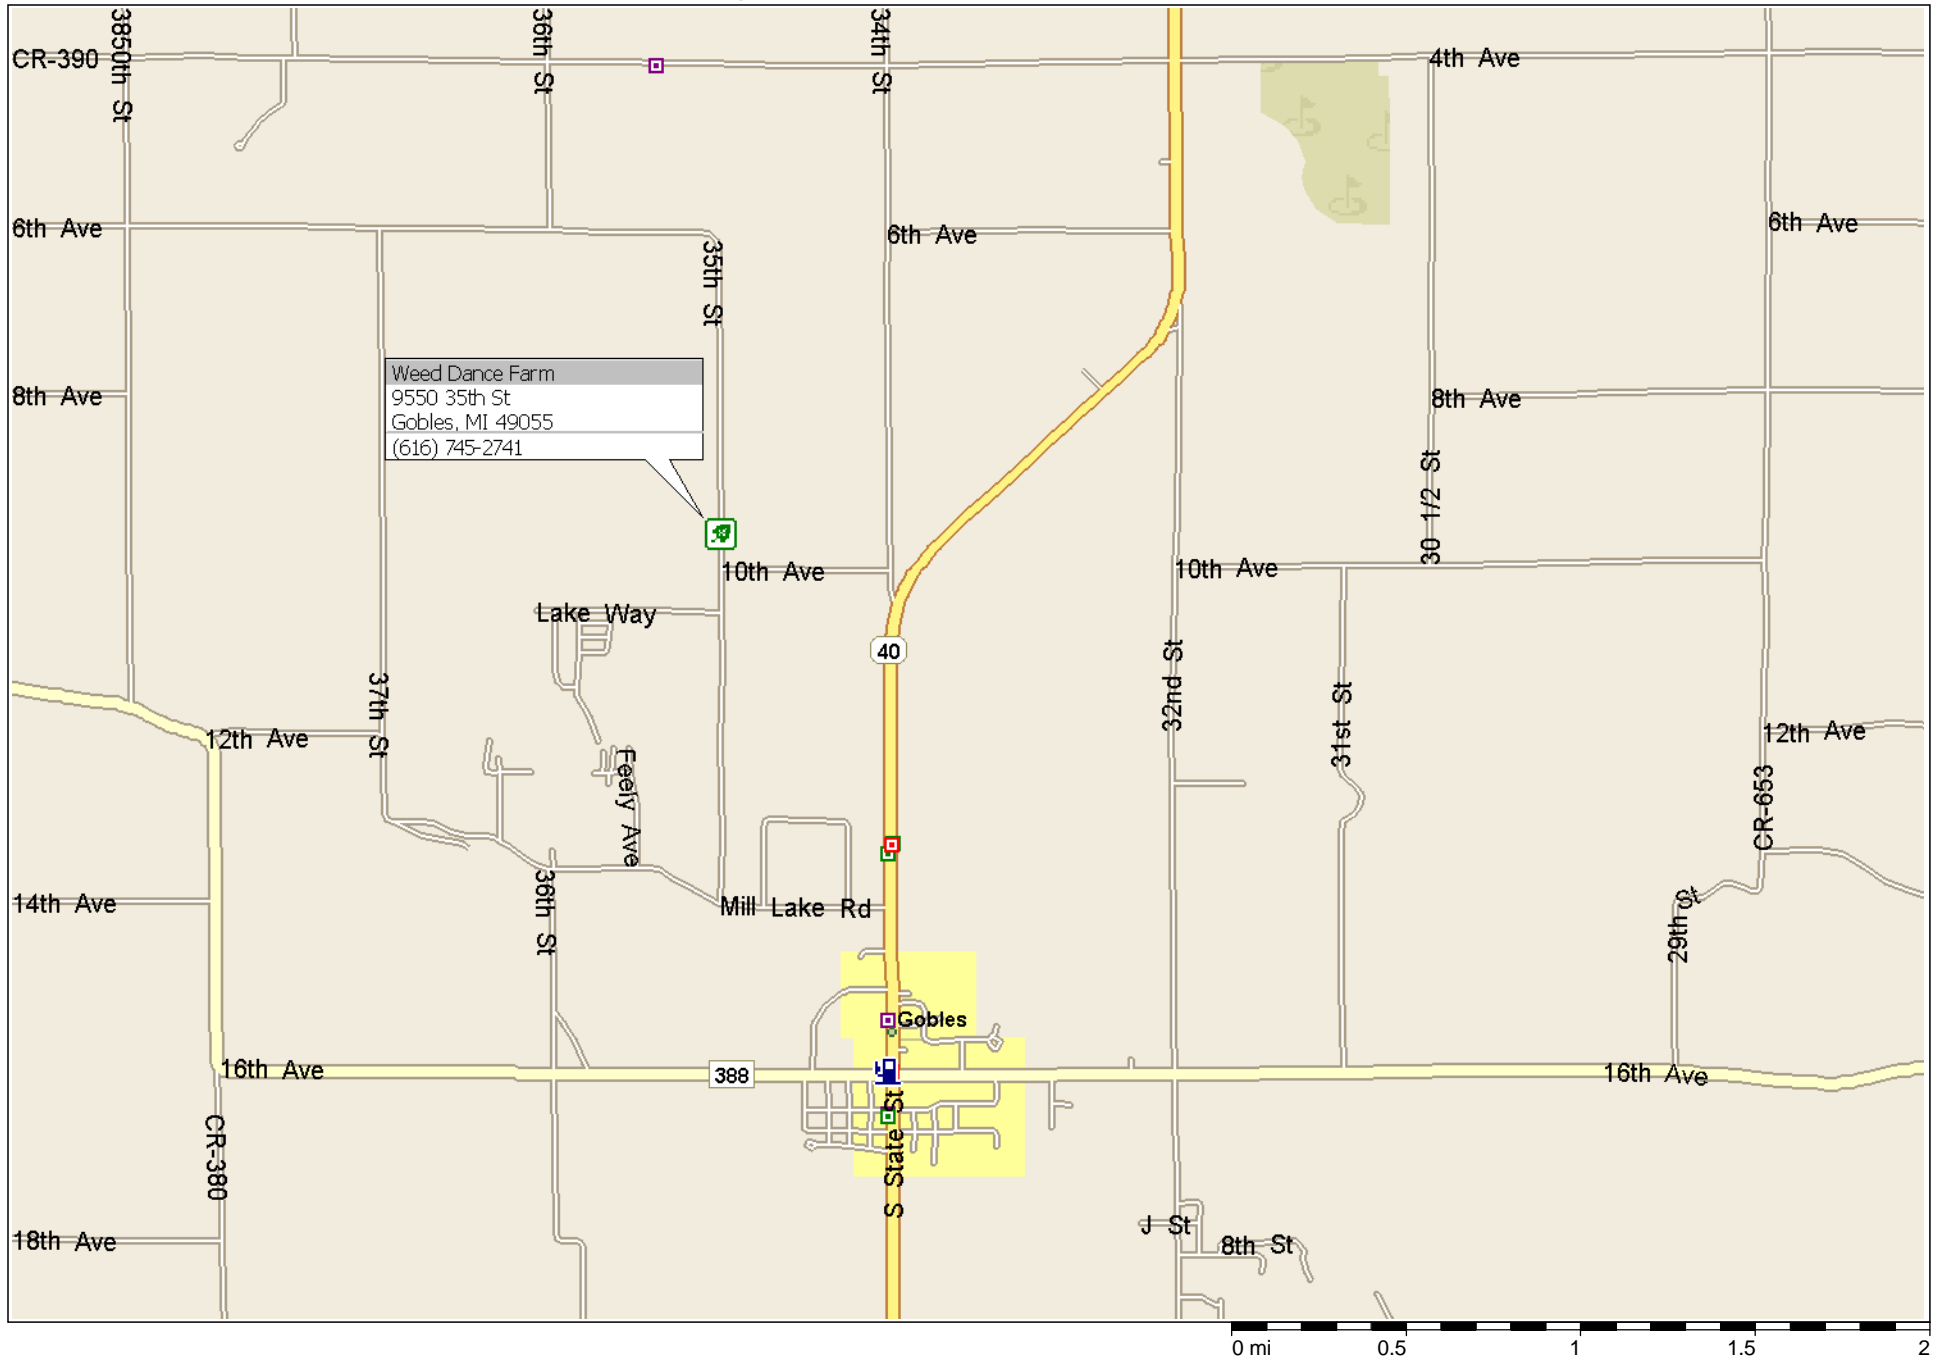 3850th St
36th St
34th St
CR-390
4th Ave
6th Ave
6th Ave
6th Ave
35th St
Weed Dance Farm
9550 35th St
Gobles, MI 49055
(616) 745-2741
8th Ave
8th Ave
30 1/2 St
10th Ave
10th Ave
Lake Way
40
37th St
32nd St
31st St
12th Ave
12th Ave
Feely Ave
CR-653
14th Ave
36th St
Mill Lake Rd
29th St
Gobles
16th Ave
388
16th Ave
CR-380
S State St
18th Ave
J St
8th St
0 mi 0.5 1 1.5 2